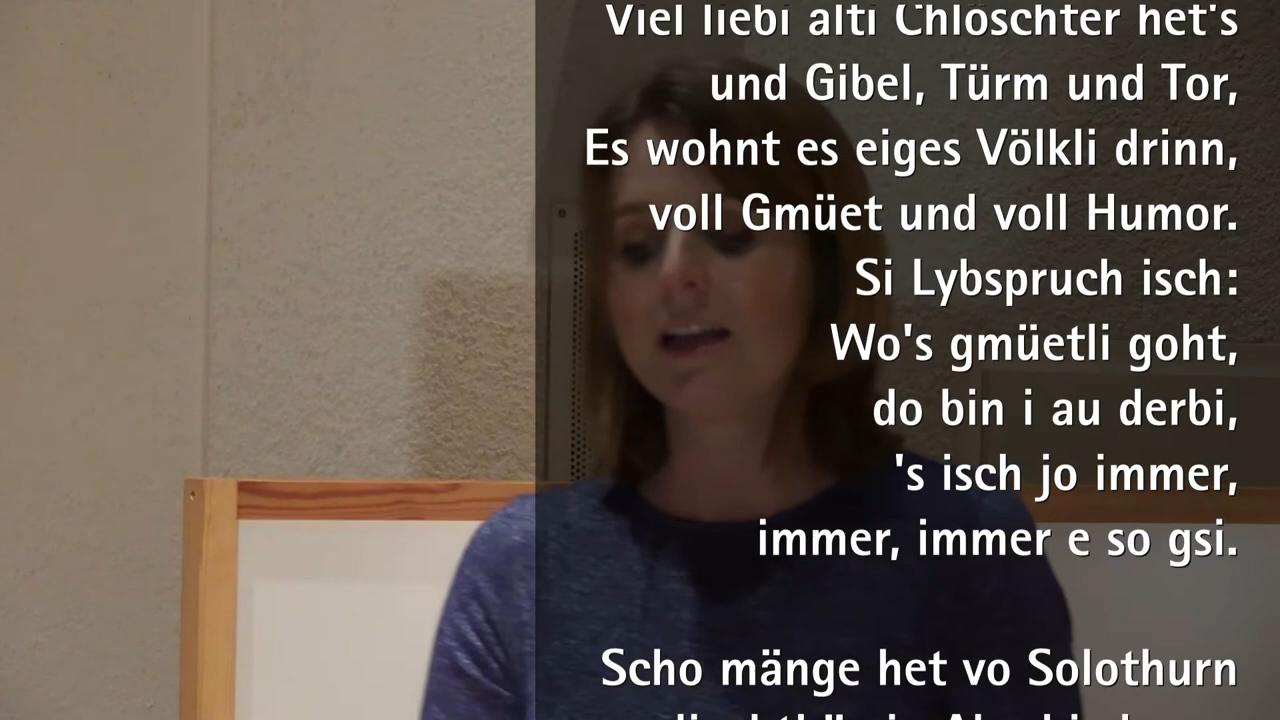 Viel liebi alti Chlöschter het's
und Gibel, Türm und Tor,
Es wohnt es eiges Völkli drinn,
voll Gmüet und voll Humor.
Si Lybspruch isch:
Wo's gmüetli goht,
do bin i au derbi,
's isch jo immer,
immer, immer e so gsi.
Scho mänge het vo Solothurn